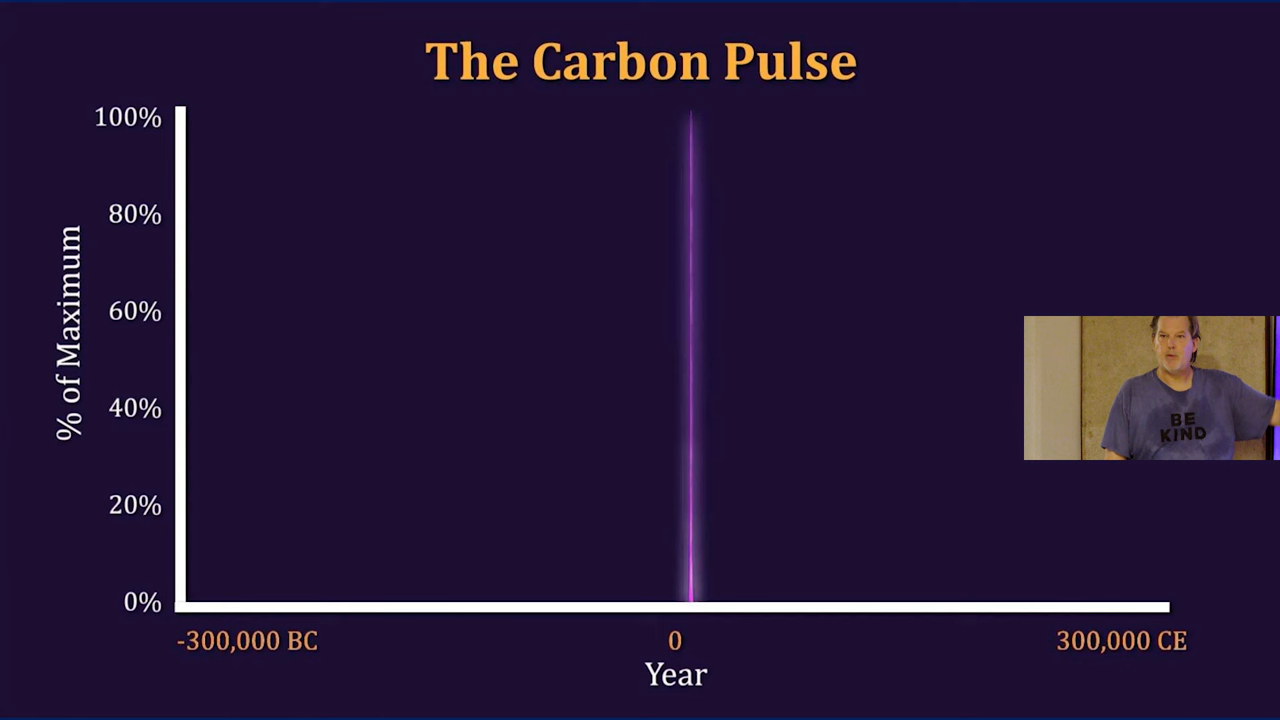 The Carbon Pulse
100%
80%
60%
40%
20%
0%
% of Maximum
-300,000 BC
0
300,000 CE
Year
BE
KIND